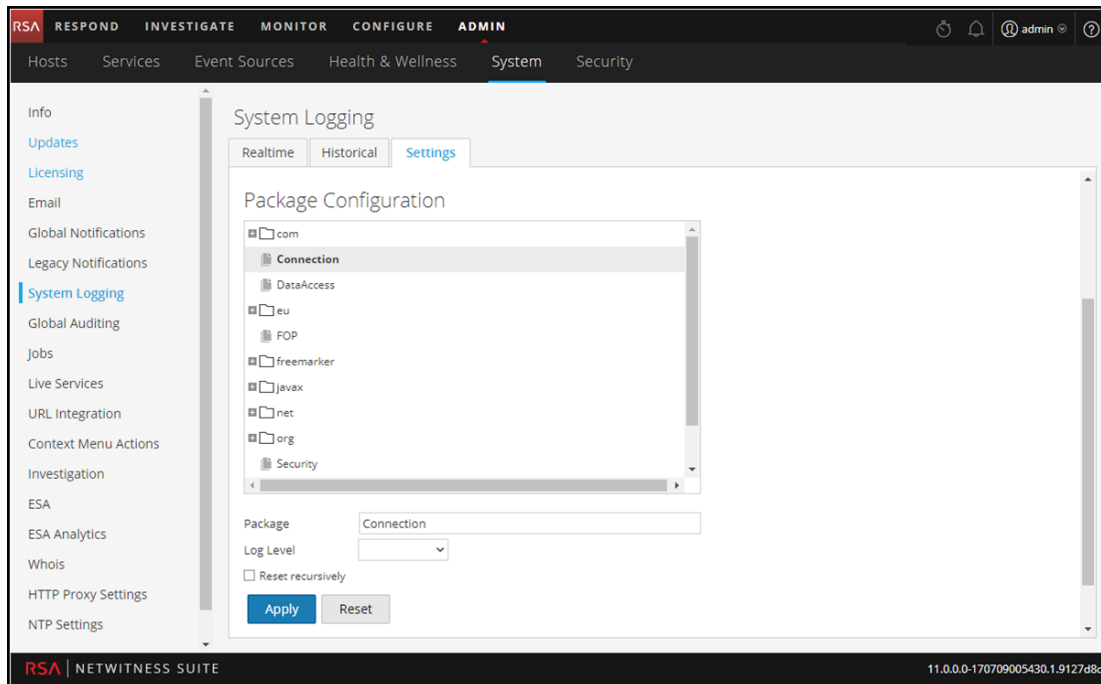 RSA RESPOND INVESTIGATE MONITOR CONFIGURE ADMIN admin ?
Hosts Services Event Sources Health & Wellness System Security
Info
Updates
Licensing
Email
Global Notifications
Legacy Notifications
System Logging
Global Auditing
Jobs
Live Services
URL Integration
Context Menu Actions
Investigation
ESA
ESA Analytics
Whois
HTTP Proxy Settings
NTP Settings
System Logging
Realtime Historical Settings
Package Configuration
com
Connection
DataAccess
eu
FOP
freemarker
javax
net
org
Security
Package Connection
Log Level
Reset recursively
Apply Reset
RSA NETWITNESS SUITE 11.0.0.0-170709005430.1.9127d8c